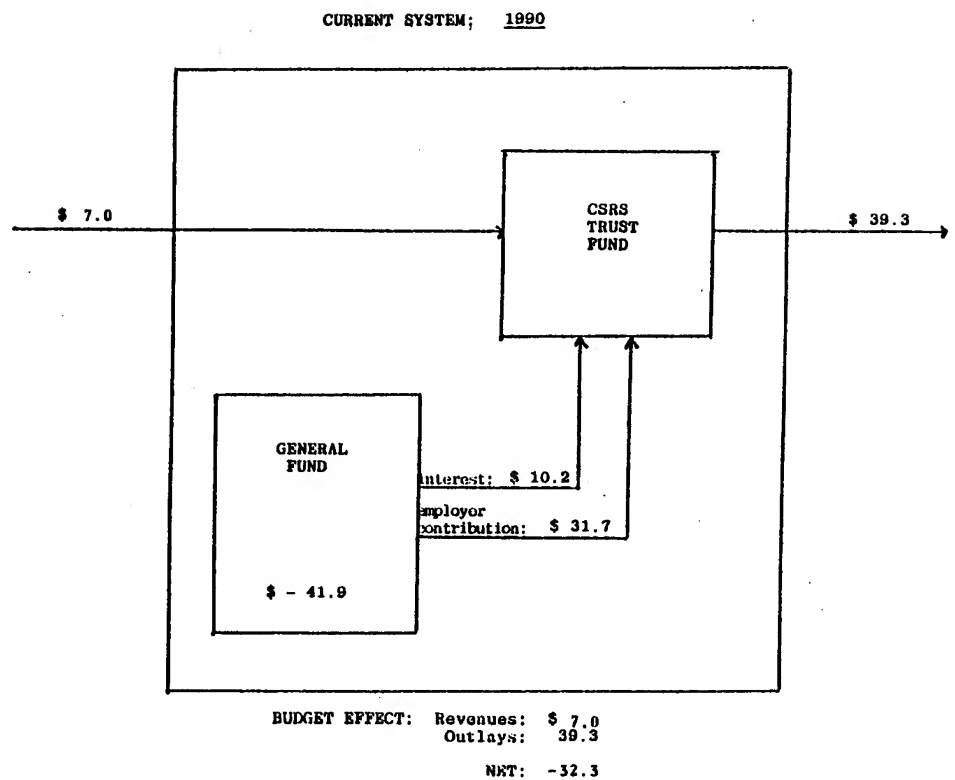 CURRENT SYSTEM; 1990
$ 7.0
CSRS
TRUST
FUND
$ 39.3
GENERAL
FUND
interest: $ 10.2
employor
contribution: $ 31.7
$ - 41.9
BUDGET EFFECT: Revenues: $ 7.0
Outlays: 39.3
NET: -32.3